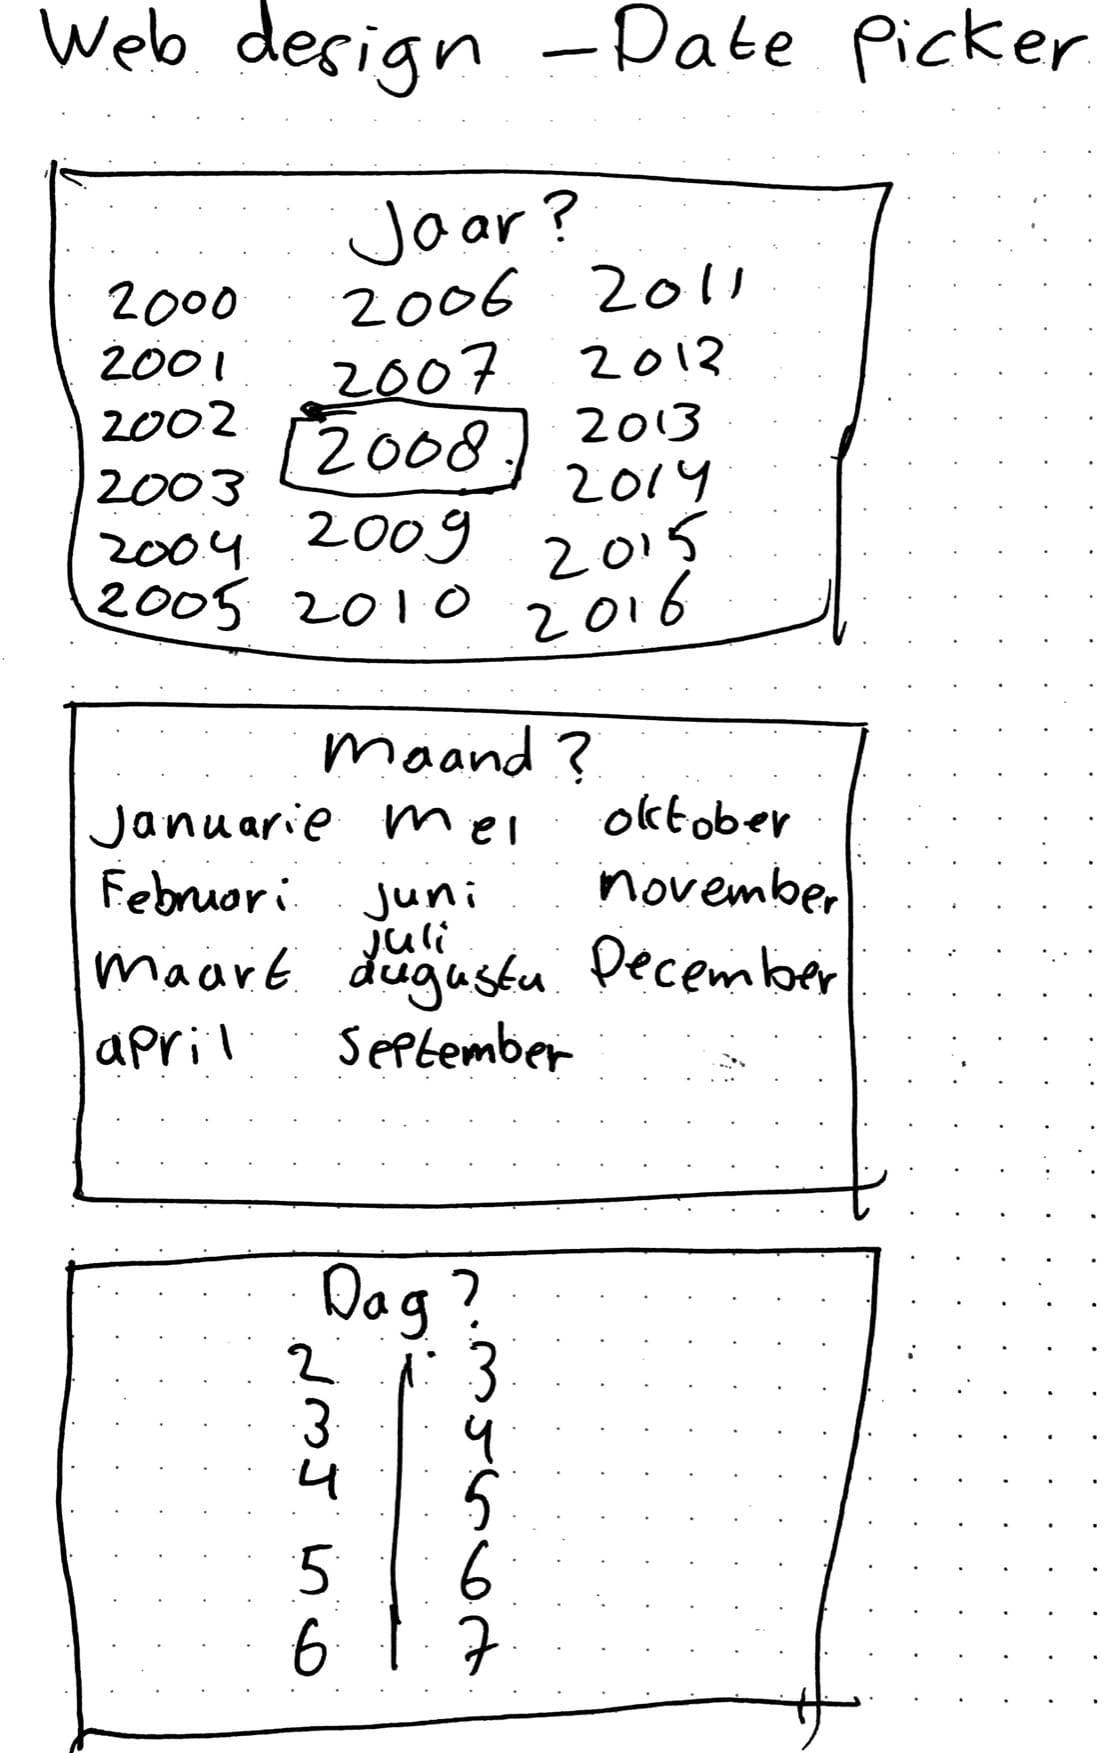 Web design – Date Picker
Jaar?
2000 2006 2011
2001 2007 2012
2002 2008 2013
2003 2009 2014
2004 2010 2015
2005 2016
Maand?
januarie mei oktober
Februari juni november
maart juli December
april augustu
september
Dag?
2 3
3 4
4 5
5 6
6 7